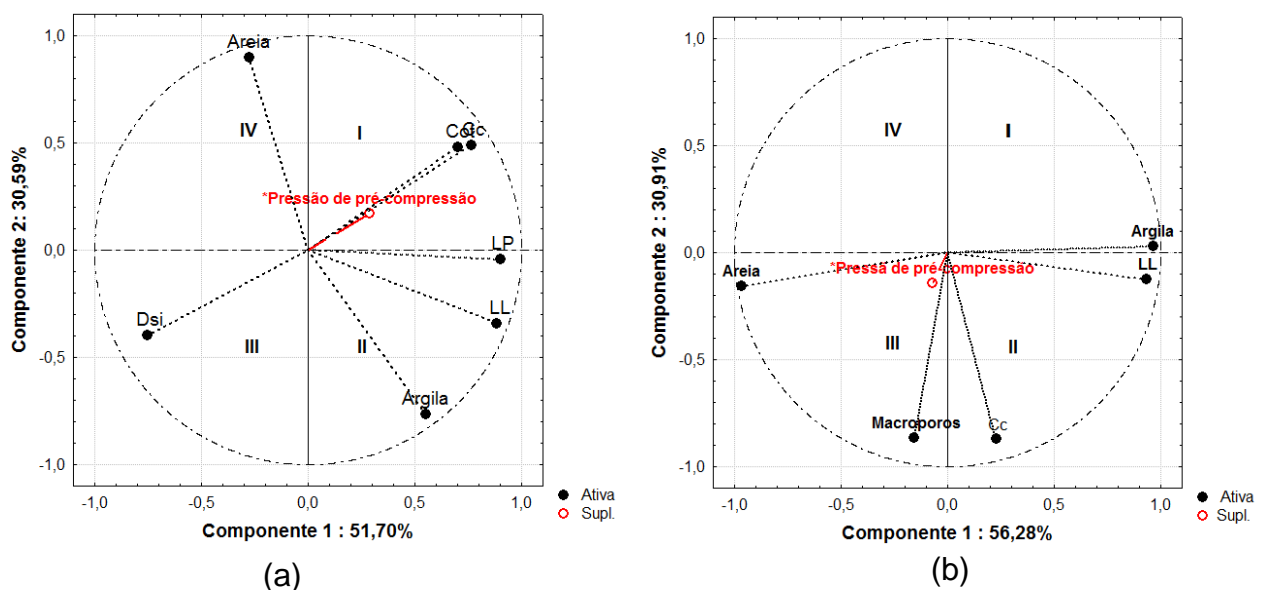 1,0
0,5
0,0
-0,5
-1,0
Componente 2: 30,59%
Areia
IV
I
Cot
Cc
*Pressão de pré compressão
LP
LL
Dsi
III
II
Argila
-1,0 -0,5 0,0 0,5 1,0
Componente 1 : 51,70%
Ativa
Supl.
(a)
1,0
0,5
0,0
-0,5
-1,0
Componente 2 : 30,91%
IV
I
Argila
LL
Areia
*Pressã de pré-compressão
III
II
Macroporos
Cc
-1,0 -0,5 0,0 0,5 1,0
Componente 1 : 56,28%
Ativa
Supl.
(b)